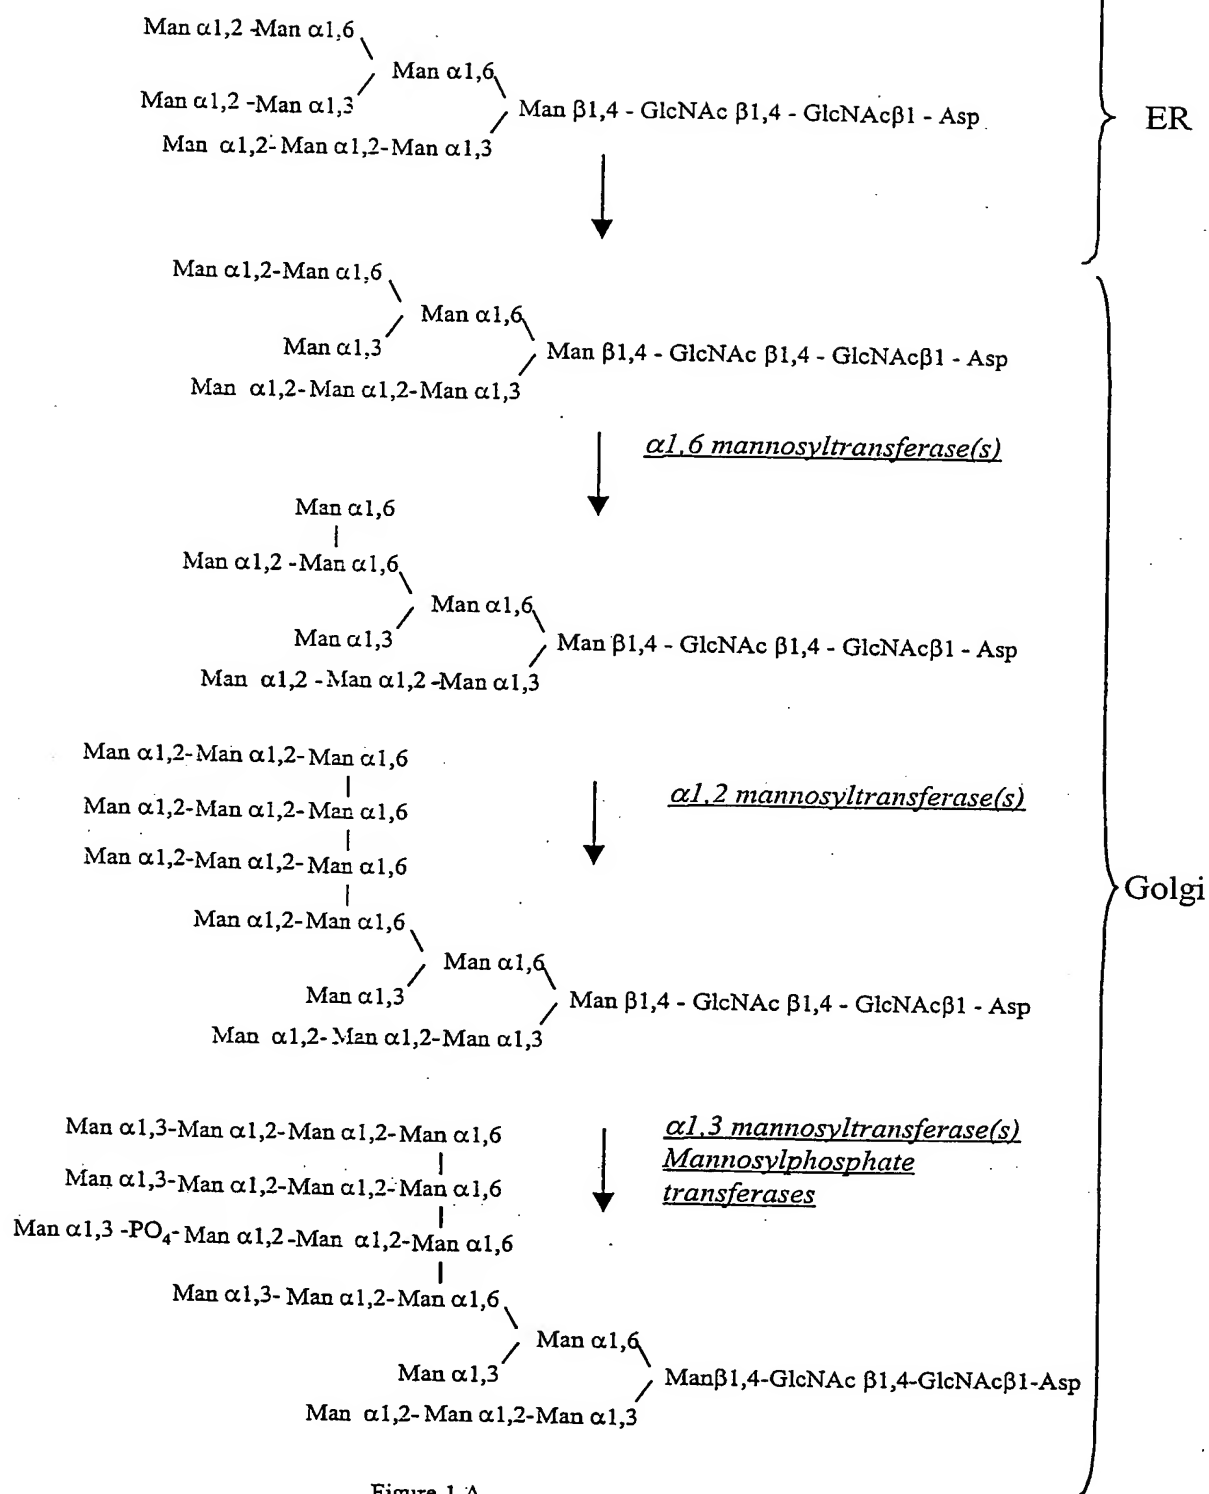 Man α1,2 -Man α1,6
Man α1,6
Man α1,2 -Man α1,3
Man β1,4 - GlcNAc β1,4 - GlcNAcβ1 - Asp
ER
Man α1,2- Man α1,2-Man α1,3
Man α1,2-Man α1,6
Man α1,6
Man α1,3
Man β1,4 - GlcNAc β1,4 - GlcNAcβ1 - Asp
Man α1,2- Man α1,2-Man α1,3
α1,6 mannosyltransferase(s)
Man α1,6
Man α1,2 -Man α1,6
Man α1,6
Man α1,3
Man β1,4 - GlcNAc β1,4 - GlcNAcβ1 - Asp
Man α1,2 -Man α1,2 -Man α1,3
Man α1,2-Man α1,2- Man α1,6
α1,2 mannosyltransferase(s)
Man α1,2-Man α1,2-Man α1,6
Man α1,2-Man α1,2- Man α1,6
Golgi
Man α1,2-Man α1,6
Man α1,6
Man α1,3
Man β1,4 - GlcNAc β1,4 - GlcNAcβ1 - Asp
Man α1,2- Man α1,2-Man α1,3
Man α1,3-Man α1,2-Man α1,2-Man α1,6
α1,3 mannosyltransferase(s)
Mannosylphosphate
transferases
Man α1,3-Man α1,2-Man α1,2-Man α1,6
Man α1,3 -PO₄- Man α1,2 -Man α1,2-Man α1,6
Man α1,3- Man α1,2-Man α1,6
Man α1,6
Man α1,3
Manβ1,4-GlcNAc β1,4-GlcNAcβ1-Asp
Man α1,2- Man α1,2-Man α1,3
Figure 1 A